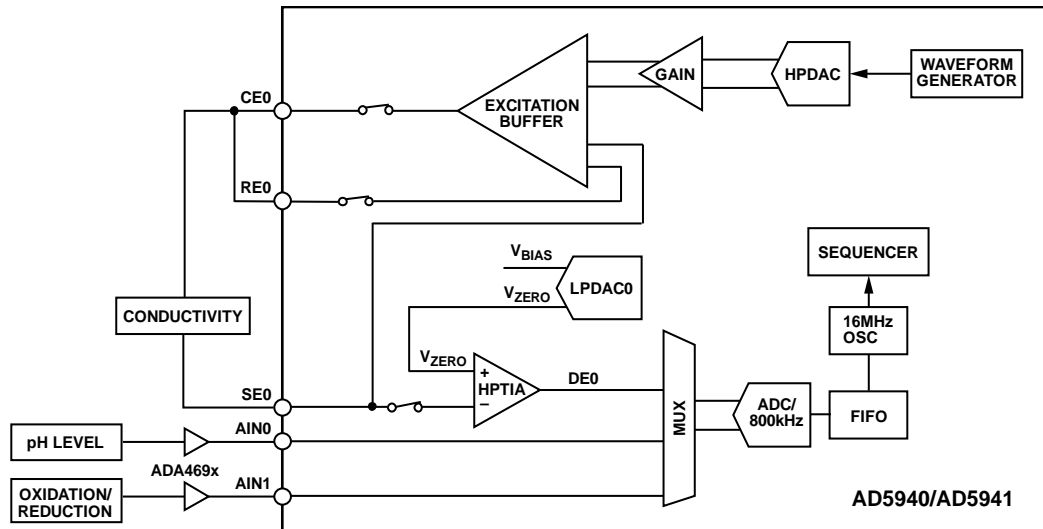 WAVEFORM
GENERATOR
HPDAC
GAIN
EXCITATION
BUFFER
CE0
RE0
VBIAS
VZERO
LPDAC0
SEQUENCER
16MHz
OSC
CONDUCTIVITY
VZERO
+
HPTIA
–
DE0
MUX
ADC/
800kHz
FIFO
SE0
pH LEVEL
AIN0
ADA469x
OXIDATION/
REDUCTION
AIN1
AD5940/AD5941